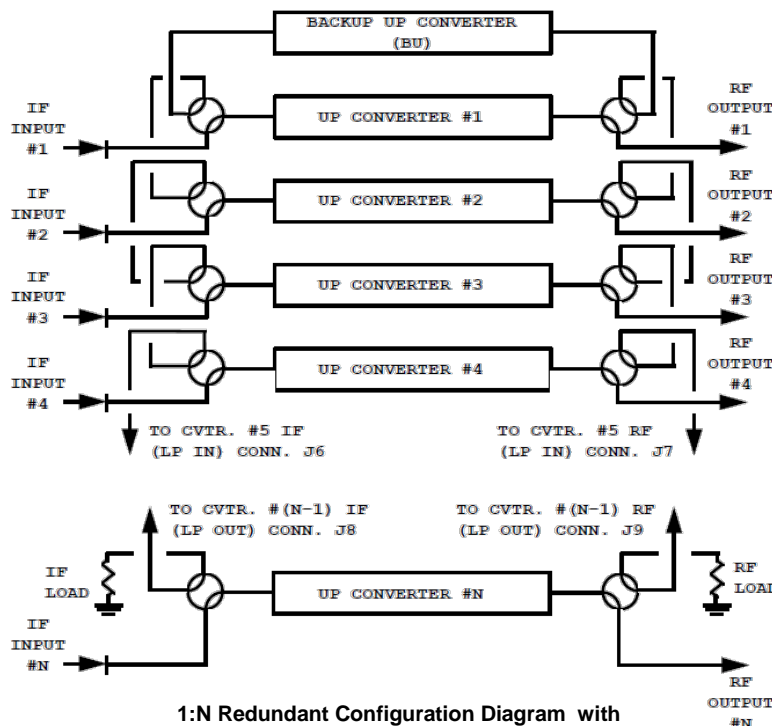 BACKUP UP CONVERTER
(BU)
IF
INPUT
#1
UP CONVERTER #1
RF
OUTPUT
#1
IF
INPUT
#2
UP CONVERTER #2
RF
OUTPUT
#2
IF
INPUT
#3
UP CONVERTER #3
RF
OUTPUT
#3
IF
INPUT
#4
UP CONVERTER #4
RF
OUTPUT
#4
TO CVTR. #5 IF
(LP IN) CONN. J6
TO CVTR. #5 RF
(LP IN) CONN. J7
TO CVTR. #(N-1) IF
(LP OUT) CONN. J8
TO CVTR. #(N-1) RF
(LP OUT) CONN. J9
IF
LOAD
UP CONVERTER #N
RF
LOAD
IF
INPUT
#N
RF
OUTPUT
#N
1:N Redundant Configuration Diagram with